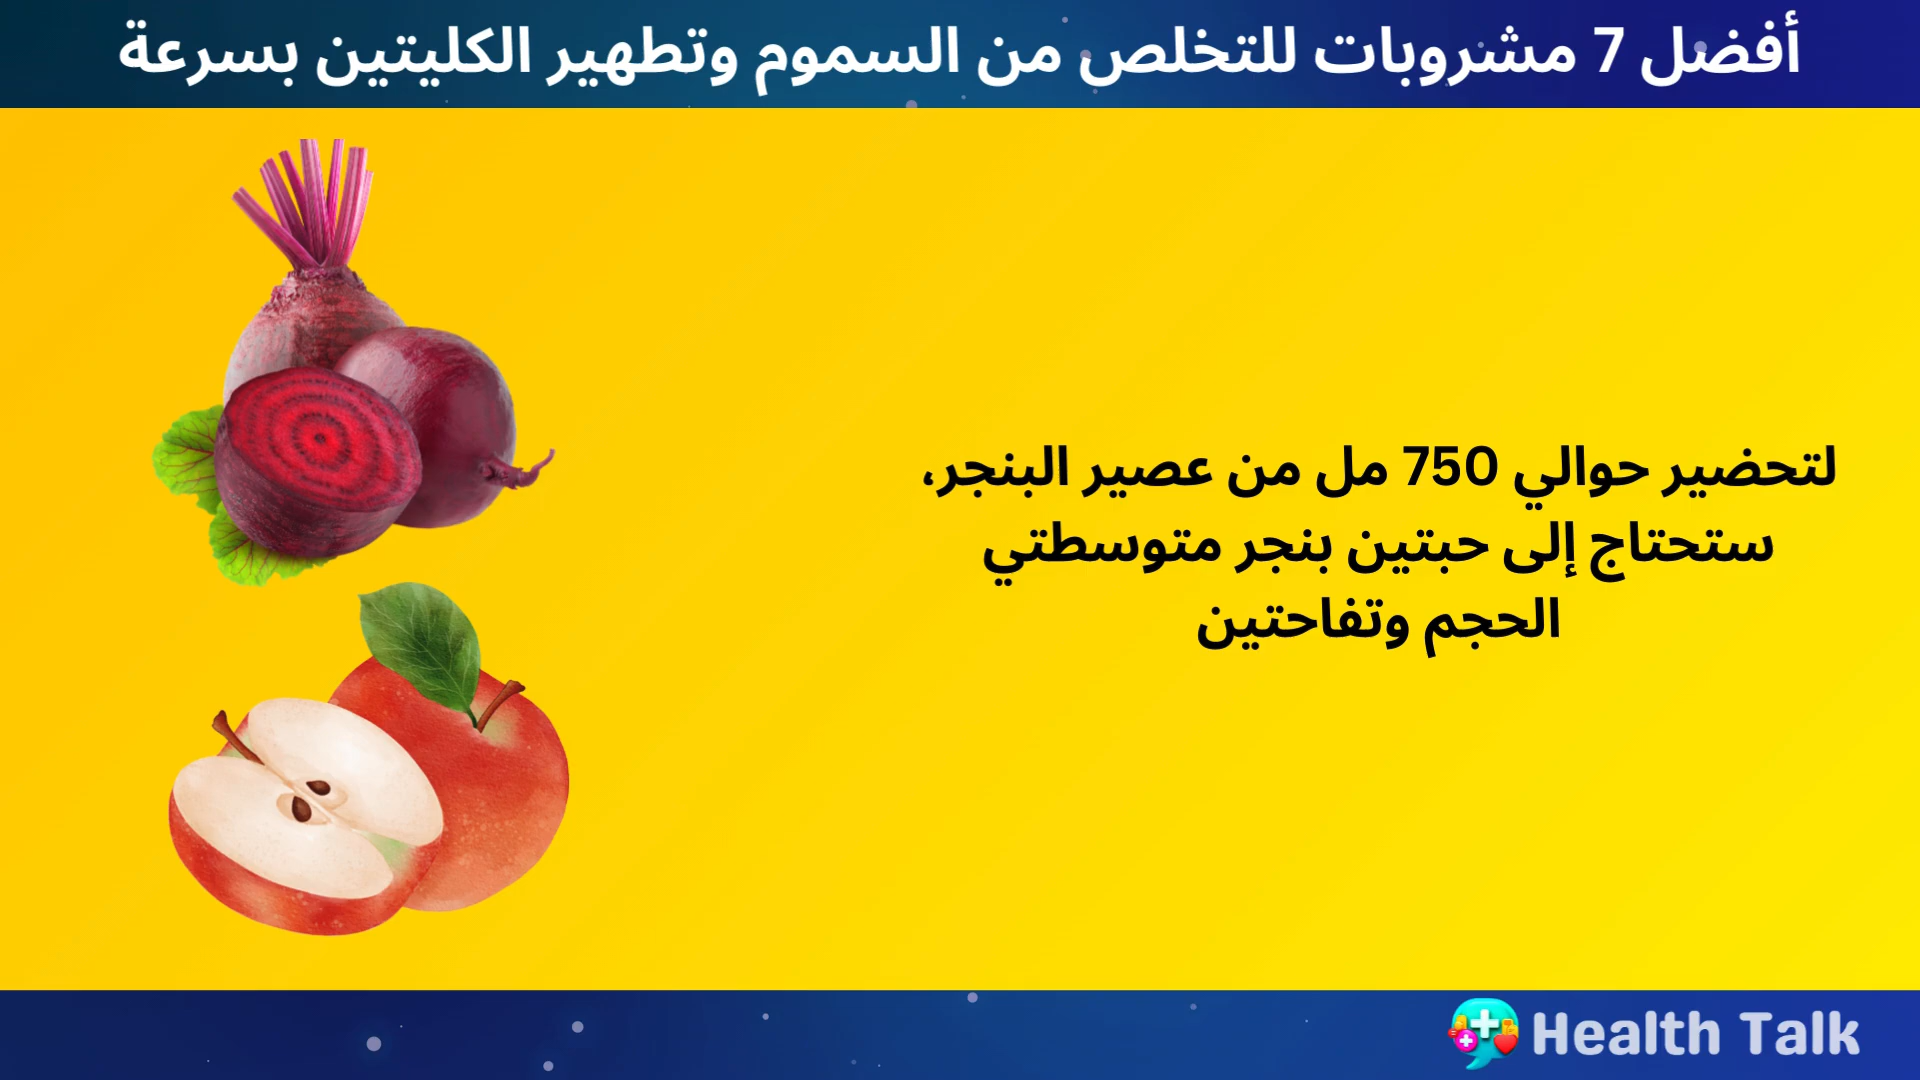 أفضل 7 مشروبات للتخلص من السموم وتطهير الكليتين بسرعة
لتحضير حوالي 750 مل من عصير البنجر،
ستحتاج إلى حبتين بنجر متوسطتي
الحجم وتفاحتين
Health Talk